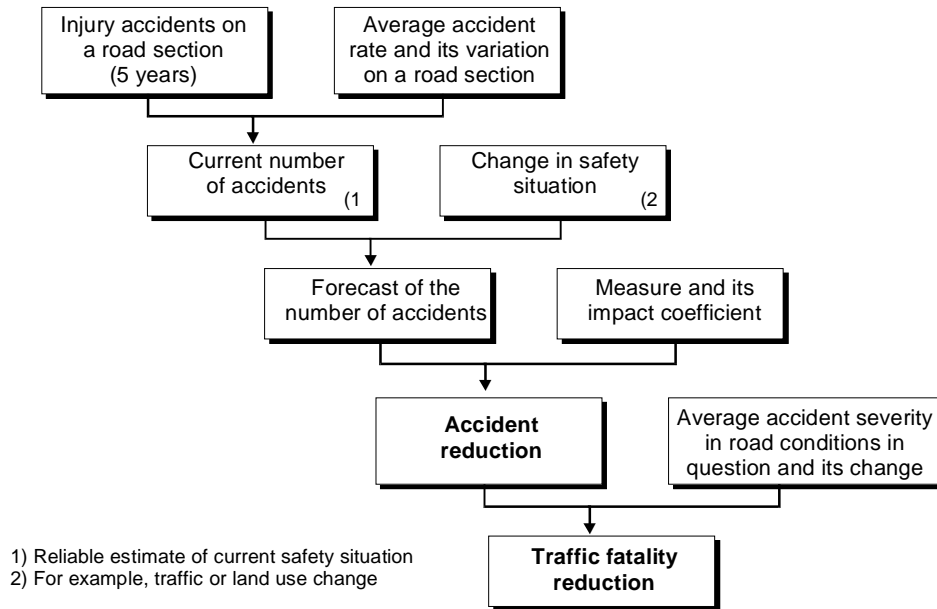 Injury accidents on
a road section
(5 years)
Average accident
rate and its variation
on a road section
Current number
of accidents
(1
Change in safety
situation
(2
Forecast of the
number of accidents
Measure and its
impact coefficient
Accident
reduction
Average accident severity
in road conditions in
question and its change
Traffic fatality
reduction
1) Reliable estimate of current safety situation
2) For example, traffic or land use change